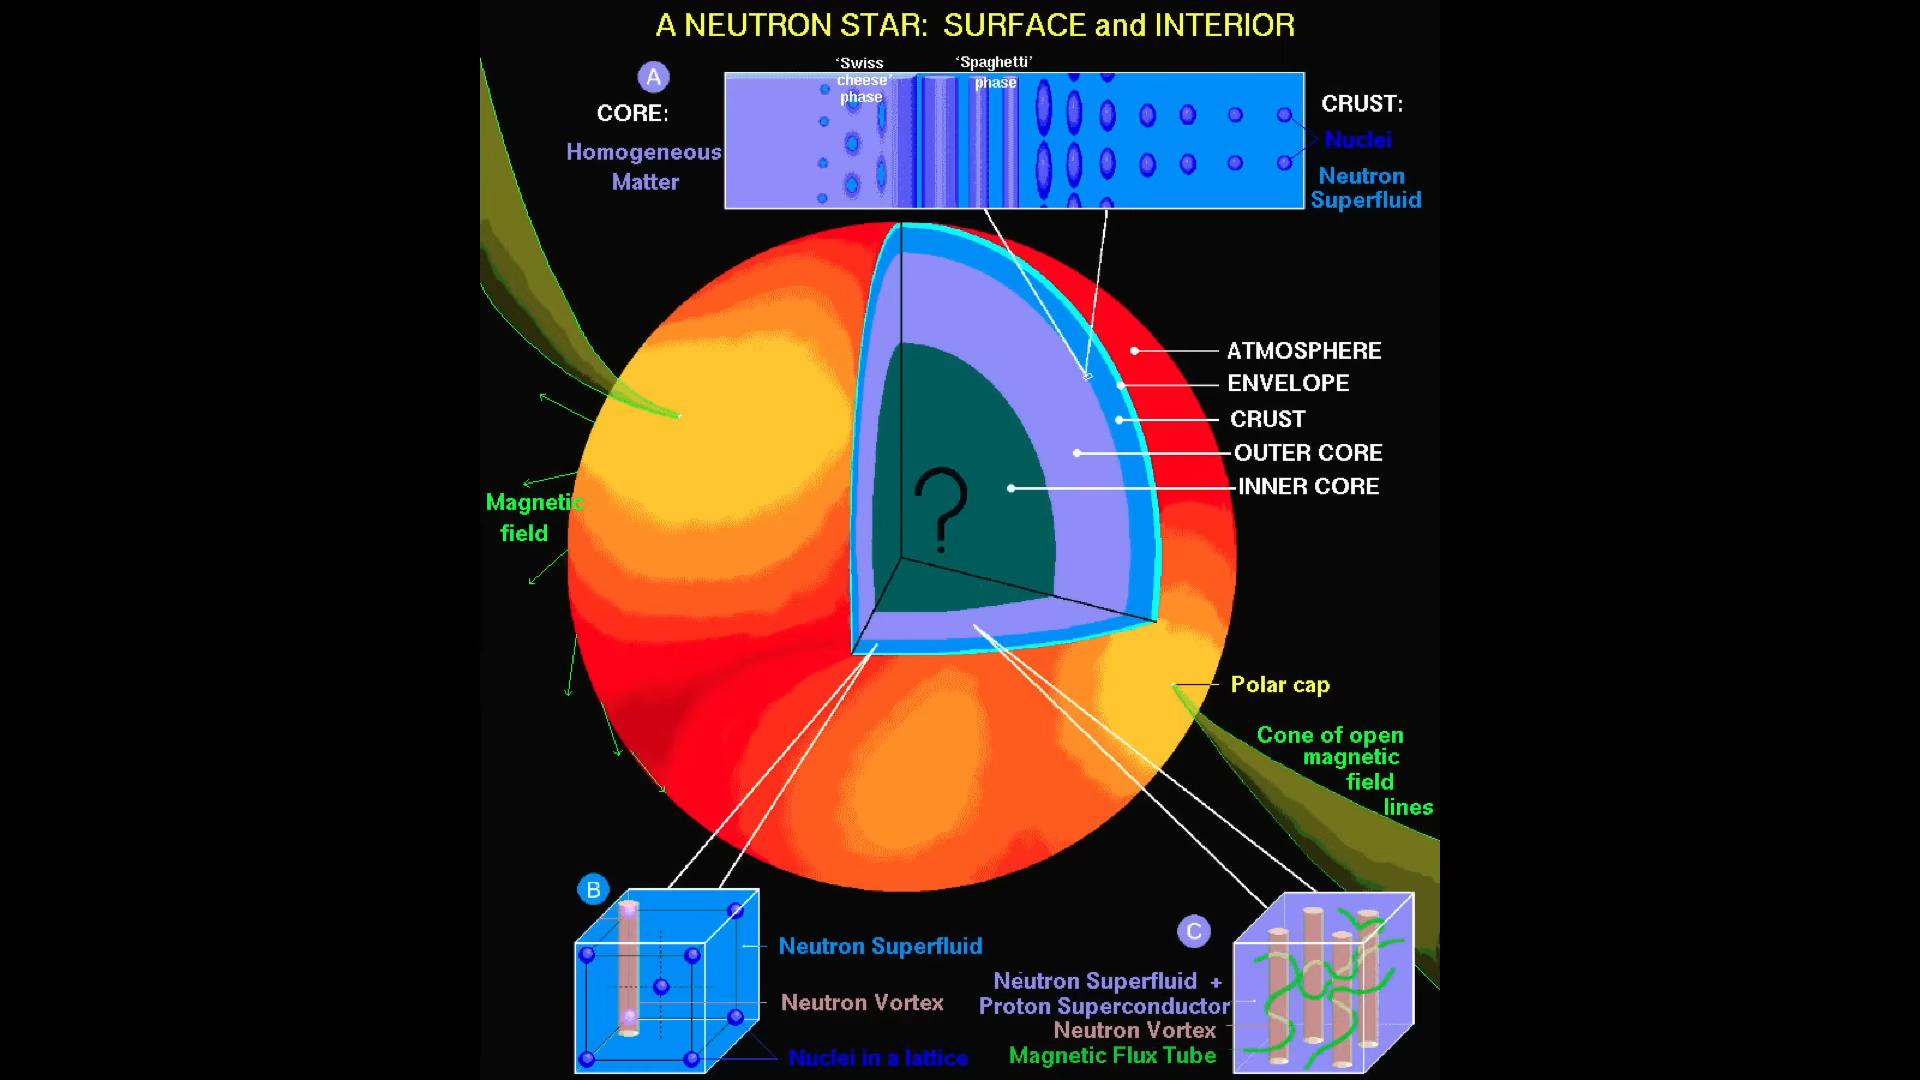 A NEUTRON STAR: SURFACE and INTERIOR
A
'Swiss
cheese'
phase
'Spaghetti'
phase
CORE:
Homogeneous
Matter
CRUST:
Nuclei
Neutron
Superfluid
ATMOSPHERE
ENVELOPE
CRUST
OUTER CORE
INNER CORE
?
Magnetic
field
Polar cap
Cone of open
magnetic
field
lines
B
Neutron Superfluid
Neutron Vortex
Nuclei in a lattice
C
Neutron Superfluid +
Proton Superconductor
Neutron Vortex
Magnetic Flux Tube